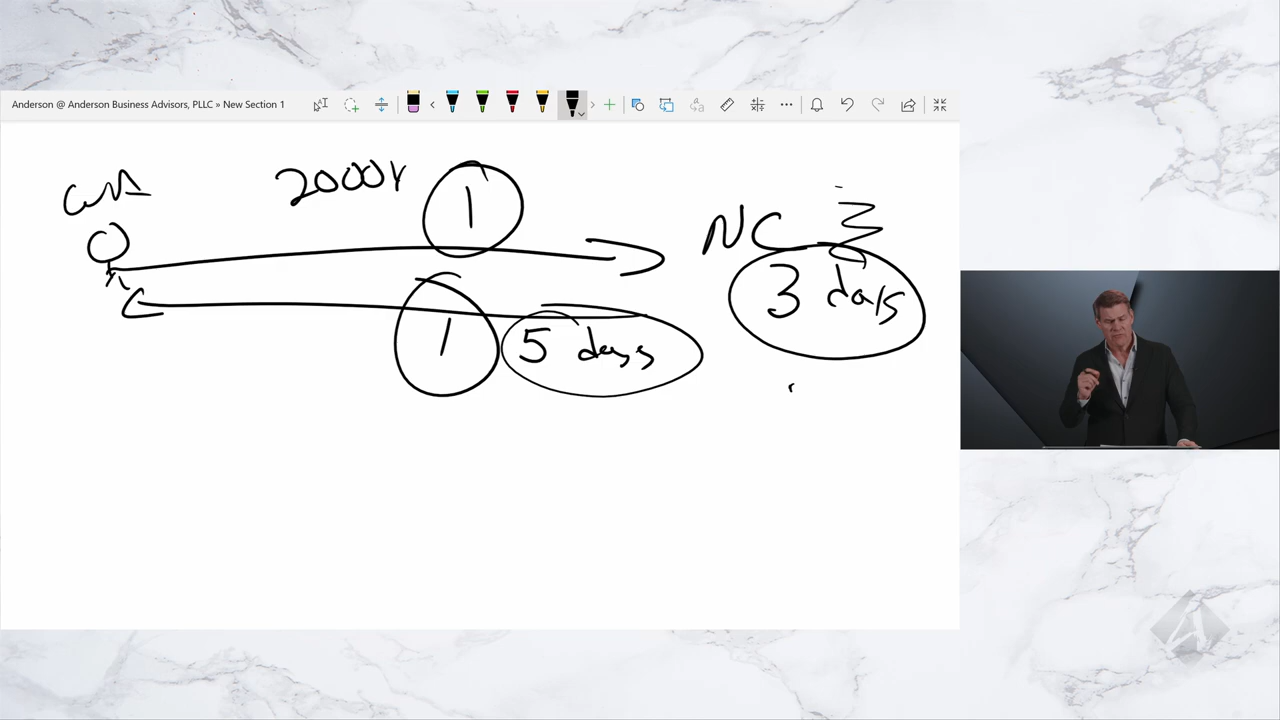 Anderson @ Anderson Business Advisors, PLLC » New Section 1
WA
2000
1
NC
3 days
1
5 days